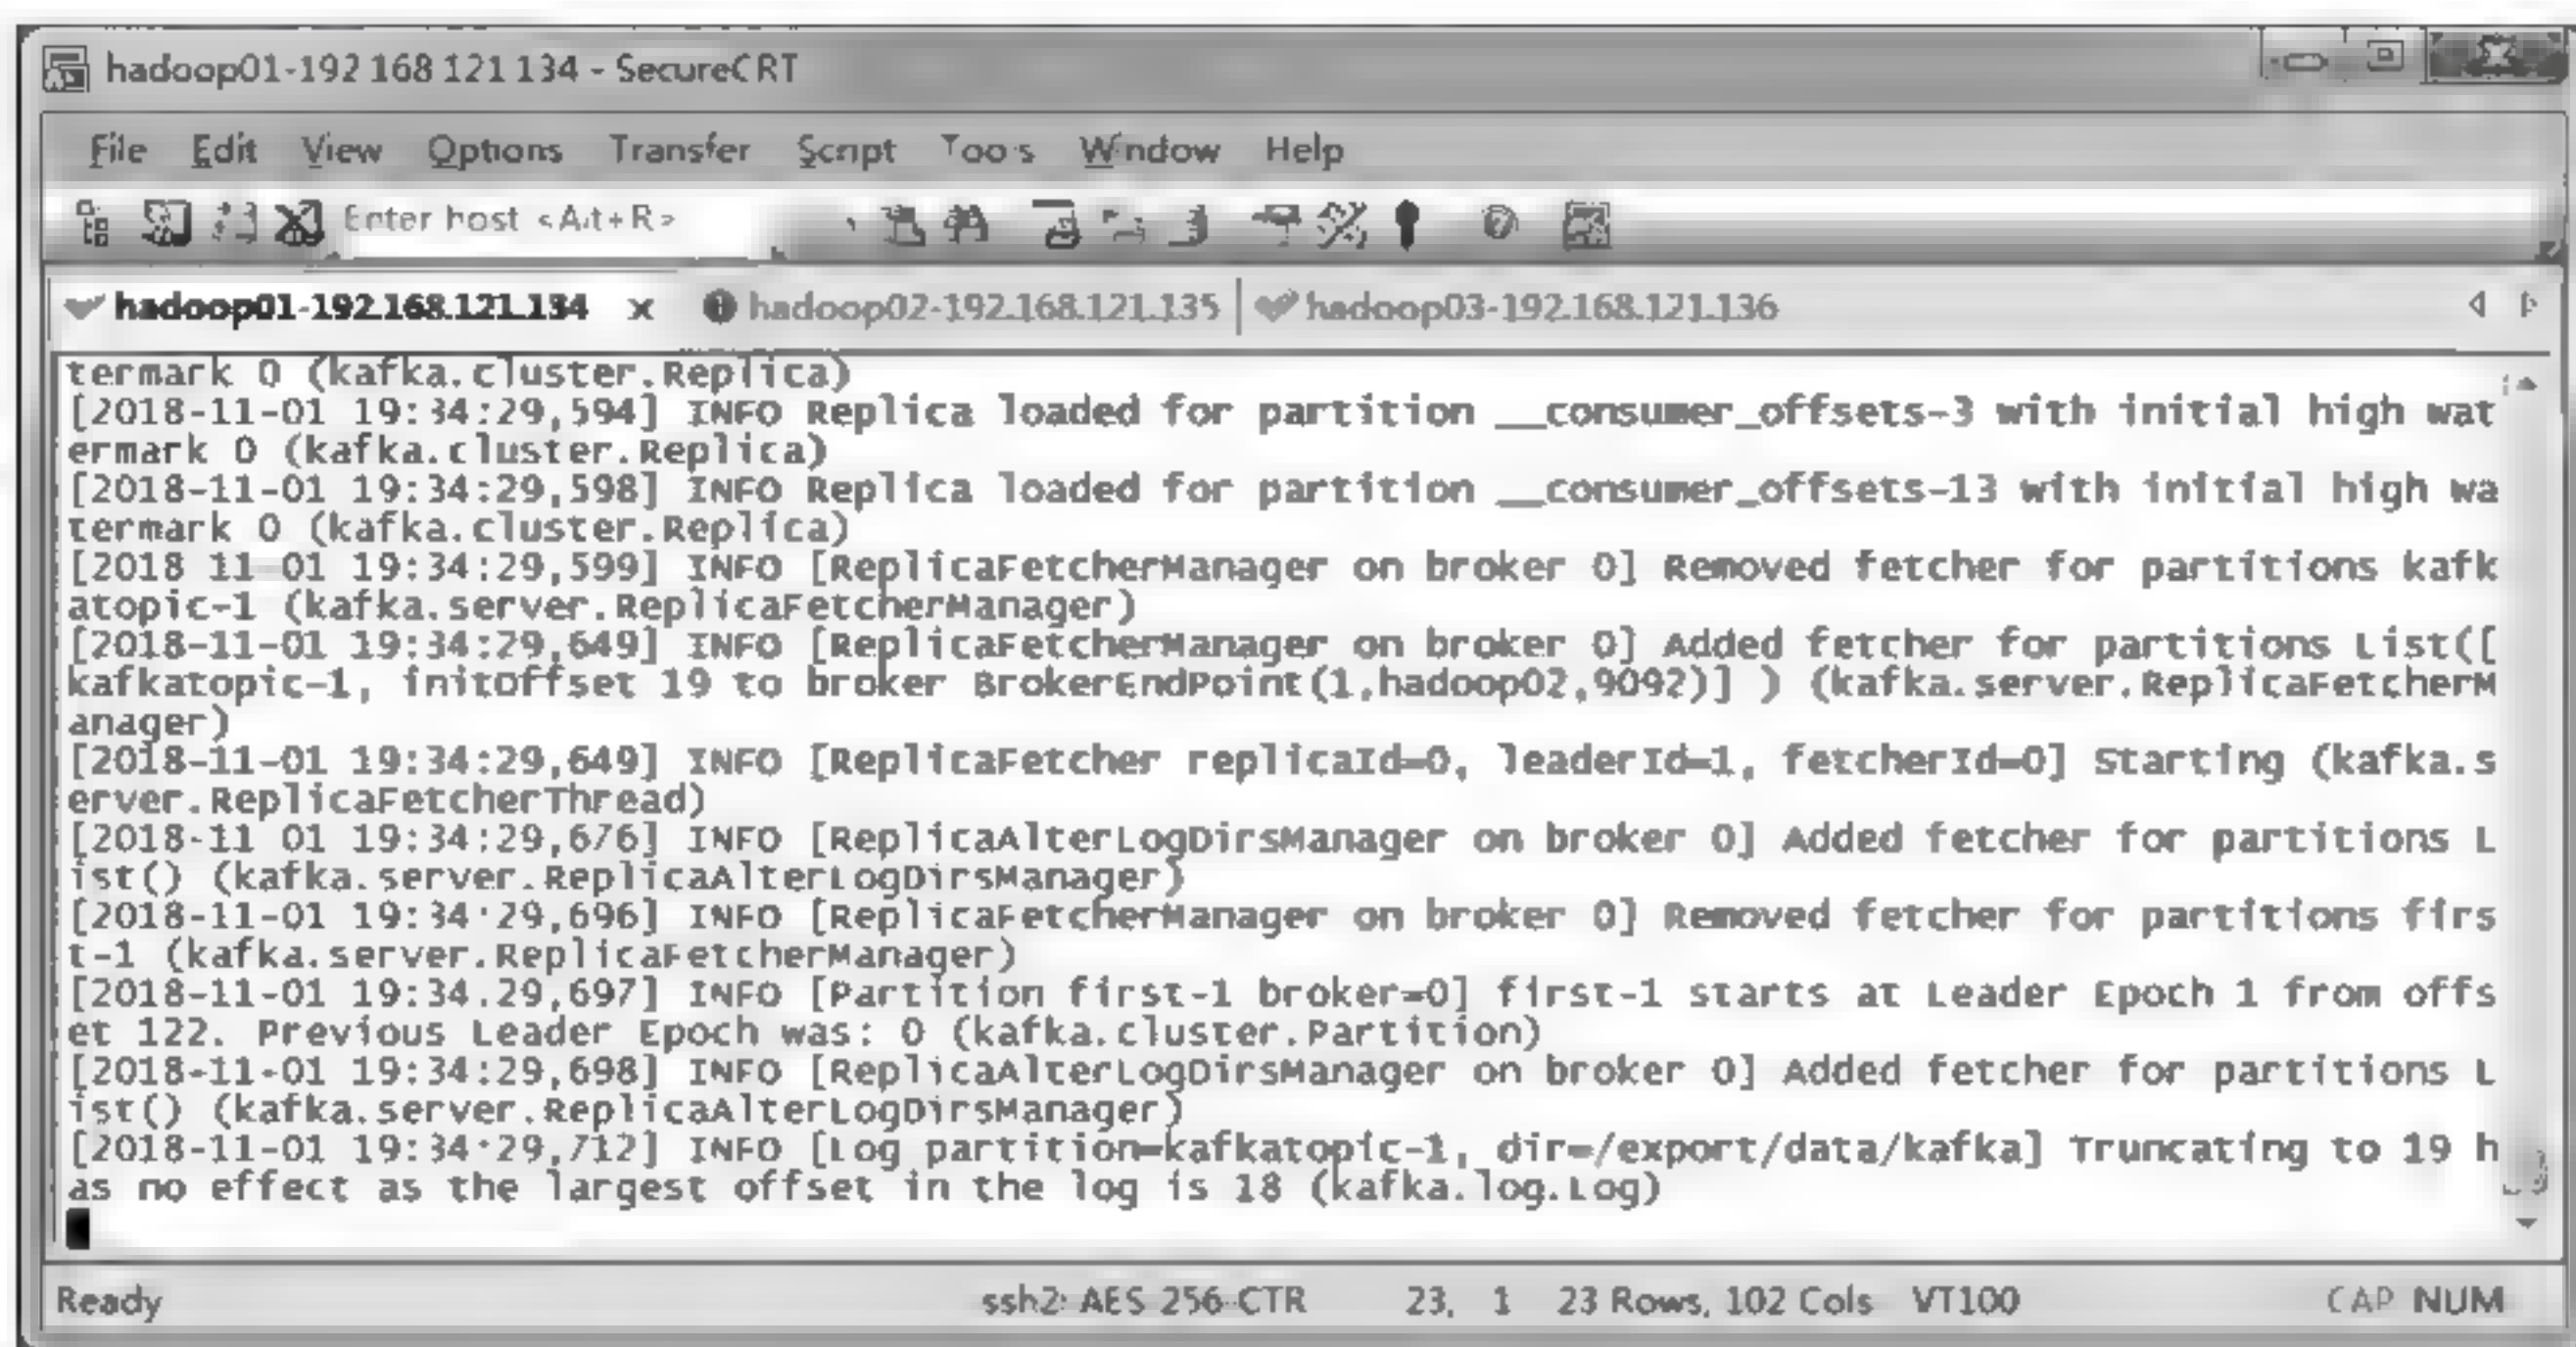 hadoop01-192 168 121 134 - SecureCRT
File Edit View Options Transfer Script Tools Window Help
Enter host <Alt+R>
hadoop01-192.168.121.134 x hadoop02-192.168.121.135 hadoop03-192.168.121.136
termark 0 (kafka.cluster.Replica)
[2018-11-01 19:34:29,594] INFO Replica loaded for partition __consumer_offsets-3 with initial high wat
ermark 0 (kafka.cluster.Replica)
[2018-11-01 19:34:29,598] INFO Replica loaded for partition __consumer_offsets-13 with initial high wa
termark 0 (kafka.cluster.Replica)
[2018-11-01 19:34:29,599] INFO [ReplicaFetcherManager on broker 0] Removed fetcher for partitions kafk
atopic-1 (kafka.server.ReplicaFetcherManager)
[2018-11-01 19:34:29,649] INFO [ReplicaFetcherManager on broker 0] Added fetcher for partitions List([
kafkatopic-1, initOffset 19 to broker BrokerEndPoint(1,hadoop02,9092)] ) (kafka.server.ReplicaFetcherM
anager)
[2018-11-01 19:34:29,649] INFO [ReplicaFetcher replicaId=0, leaderId=1, fetcherId=0] Starting (kafka.s
erver.ReplicaFetcherThread)
[2018-11-01 19:34:29,676] INFO [ReplicaAlterLogDirsManager on broker 0] Added fetcher for partitions L
ist() (kafka.server.ReplicaAlterLogDirsManager)
[2018-11-01 19:34:29,696] INFO [ReplicaFetcherManager on broker 0] Removed fetcher for partitions firs
t-1 (kafka.server.ReplicaFetcherManager)
[2018-11-01 19:34:29,697] INFO [Partition first-1 broker=0] first-1 starts at Leader Epoch 1 from offs
et 122. Previous Leader Epoch was: 0 (kafka.cluster.Partition)
[2018-11-01 19:34:29,698] INFO [ReplicaAlterLogDirsManager on broker 0] Added fetcher for partitions L
ist() (kafka.server.ReplicaAlterLogDirsManager)
[2018-11-01 19:34:29,712] INFO [Log partition=kafkatopic-1, dir=/export/data/kafka] Truncating to 19 h
as no effect as the largest offset in the log is 18 (kafka.log.Log)
Ready ssh2: AES-256-CTR 23, 1 23 Rows, 102 Cols VT100 CAP NUM